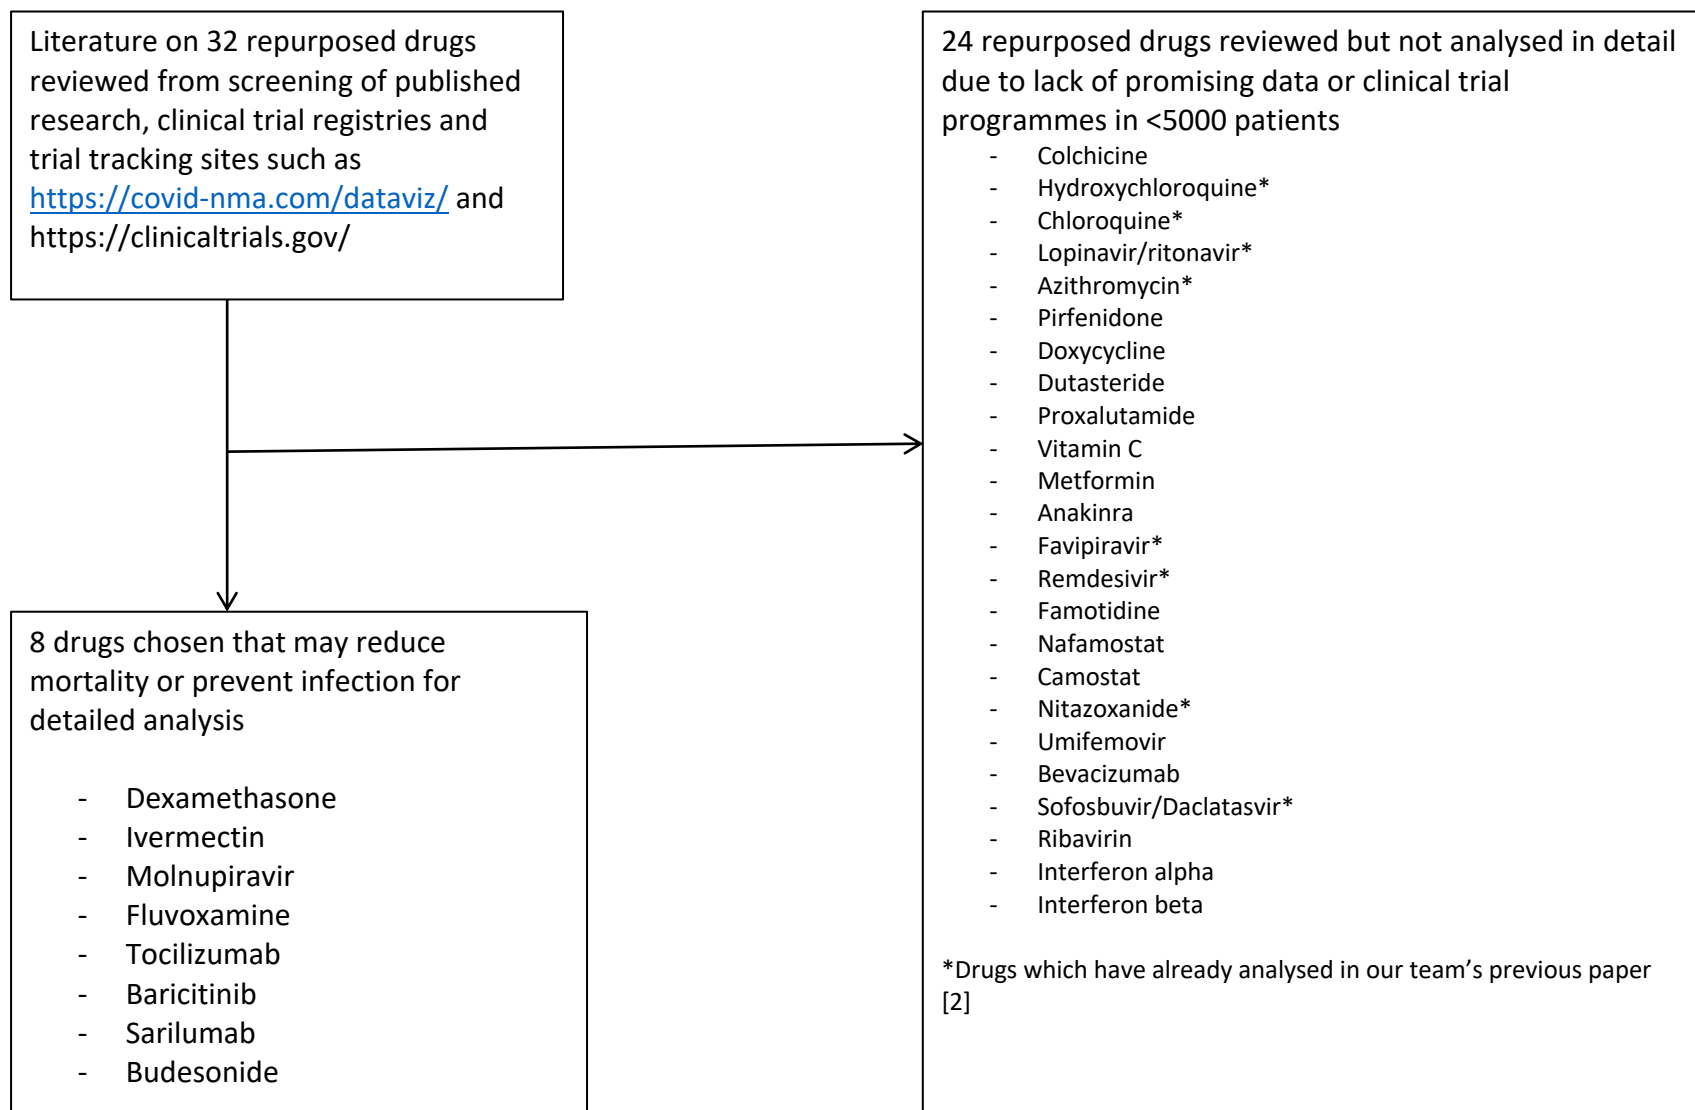 Literature on 32 repurposed drugs
reviewed from screening of published
research, clinical trial registries and
trial tracking sites such as
https://covid-nma.com/dataviz/ and
https://clinicaltrials.gov/
8 drugs chosen that may reduce
mortality or prevent infection for
detailed analysis
- Dexamethasone
- Ivermectin
- Molnupiravir
- Fluvoxamine
- Tocilizumab
- Baricitinib
- Sarilumab
- Budesonide
24 repurposed drugs reviewed but not analysed in detail
due to lack of promising data or clinical trial
programmes in <5000 patients
- Colchicine
- Hydroxychloroquine*
- Chloroquine*
- Lopinavir/ritonavir*
- Azithromycin*
- Pirfenidone
- Doxycycline
- Dutasteride
- Proxalutamide
- Vitamin C
- Metformin
- Anakinra
- Favipiravir*
- Remdesivir*
- Famotidine
- Nafamostat
- Camostat
- Nitazoxanide*
- Umifemovir
- Bevacizumab
- Sofosbuvir/Daclatasvir*
- Ribavirin
- Interferon alpha
- Interferon beta
*Drugs which have already analysed in our team’s previous paper
[2]